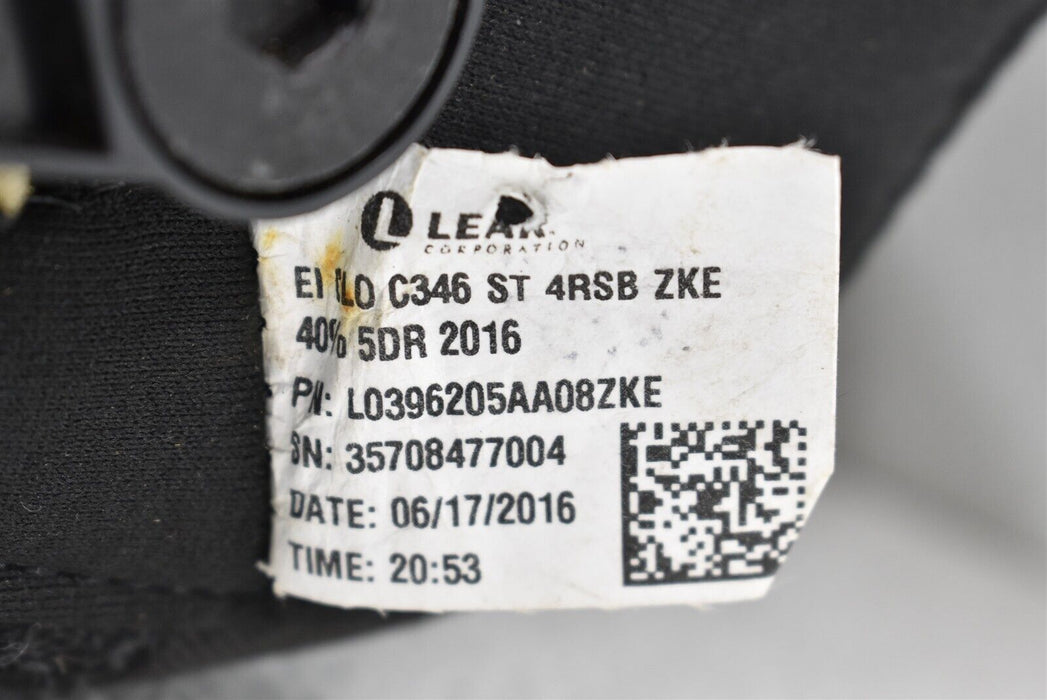 LEAR
CORPORATION
C346 ST 4RSB ZKE
40% 5DR 2016
PN: L0396205AA08ZKE
SN: 35708477004
DATE: 06/17/2016
TIME: 20:53